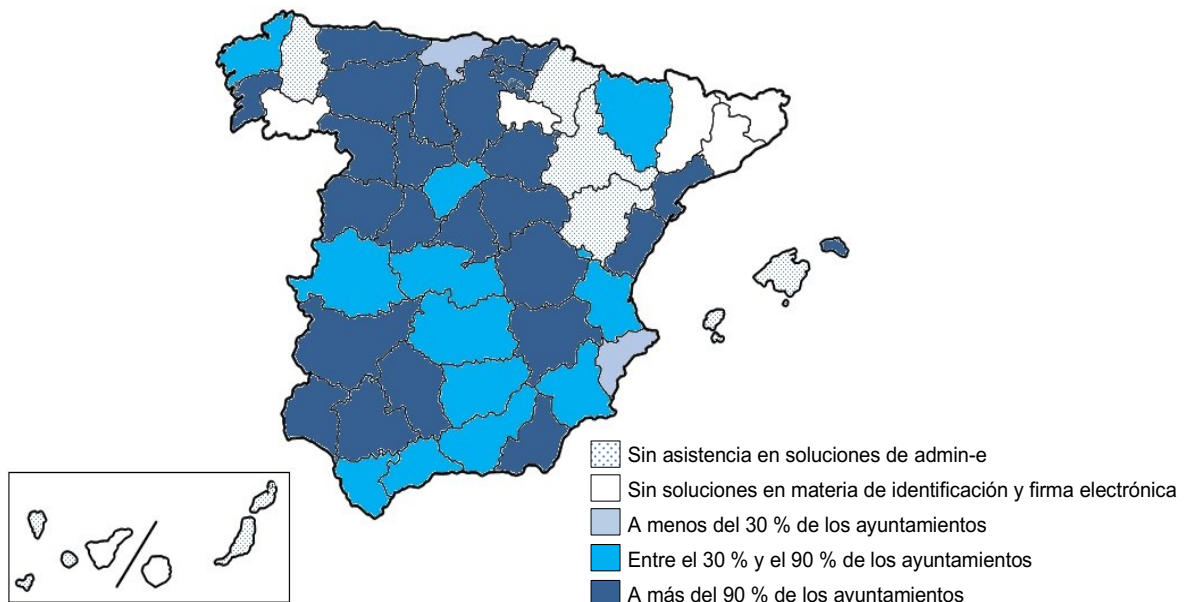 Sin asistencia en soluciones de admin-e
Sin soluciones en materia de identificación y firma electrónica
A menos del 30 % de los ayuntamientos
Entre el 30 % y el 90 % de los ayuntamientos
A más del 90 % de los ayuntamientos